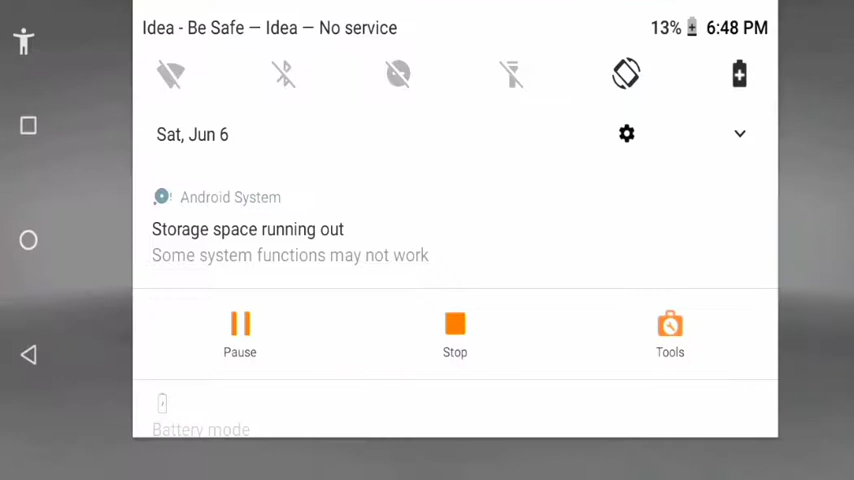 Idea - Be Safe — Idea — No service
13% 6:48 PM
Sat, Jun 6
Android System
Storage space running out
Some system functions may not work
Pause
Stop
Tools
Battery mode